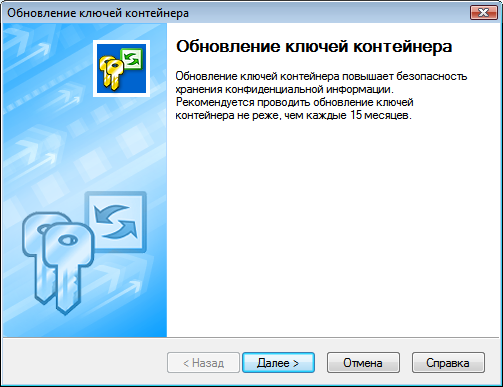 Обновление ключей контейнера
Обновление ключей контейнера
Обновление ключей контейнера повышает безопасность
хранения конфиденциальной информации.
Рекомендуется проводить обновление ключей
контейнера не реже, чем каждые 15 месяцев.
< Назад Далее > Отмена Справка